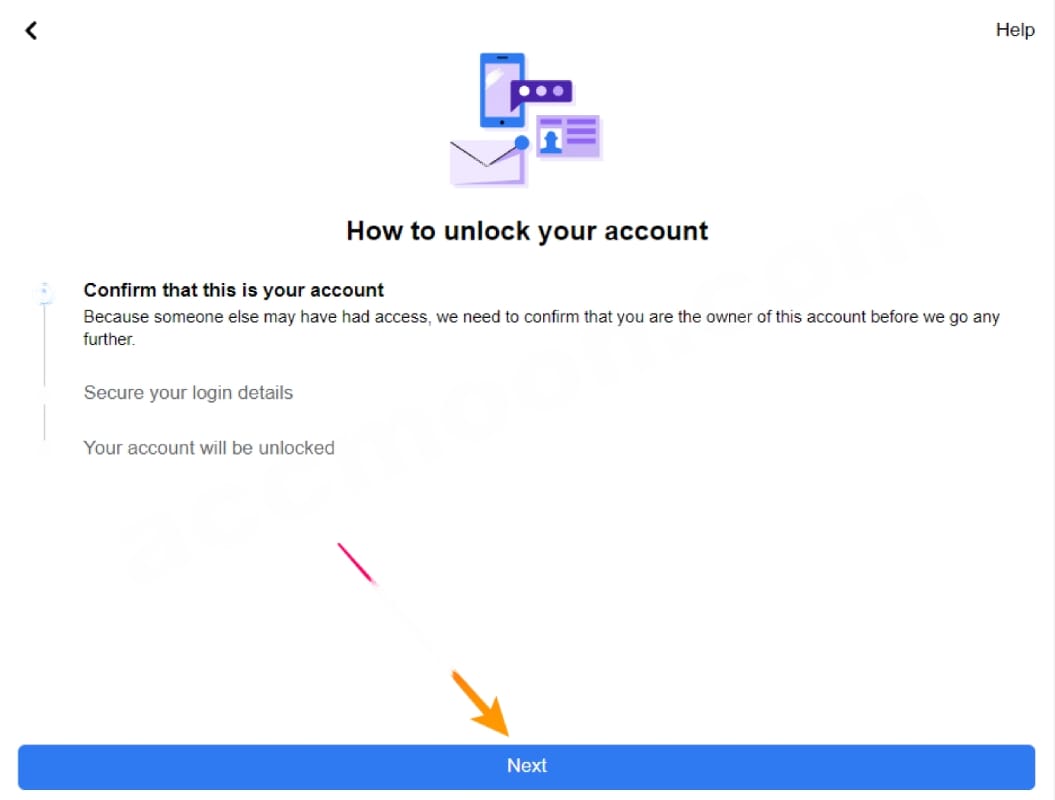 Help
How to unlock your account
Confirm that this is your account
Because someone else may have had access, we need to confirm that you are the owner of this account before we go any
further.
Secure your login details
Your account will be unlocked
accmoon.com
Next